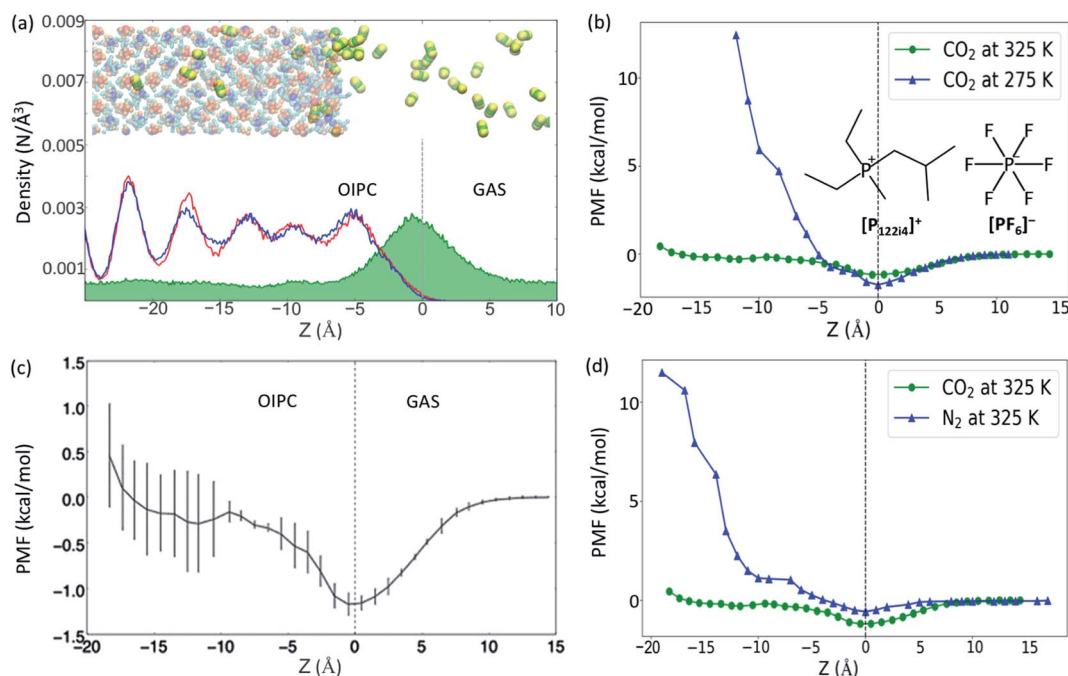 (a)
0.009
0.007
0.005
0.003
0.001
Density (N/Å³)
OIPC
GAS
−20
−15
−10
−5
0
5
10
Z (Å)
(b)
10
5
0
PMF (kcal/mol)
CO₂ at 325 K
CO₂ at 275 K
P⁺
F
F
F
P⁻
F
F
F
[P₁₂₂ᵢ₄]⁺
[PF₆]⁻
−20
−15
−10
−5
0
5
10
15
Z (Å)
(c)
1.5
1.0
0.5
0.0
−0.5
−1.0
−1.5
PMF (kcal/mol)
OIPC
GAS
−20
−15
−10
−5
0
5
10
15
Z (Å)
(d)
10
5
0
PMF (kcal/mol)
CO₂ at 325 K
N₂ at 325 K
−20
−15
−10
−5
0
5
10
15
Z (Å)